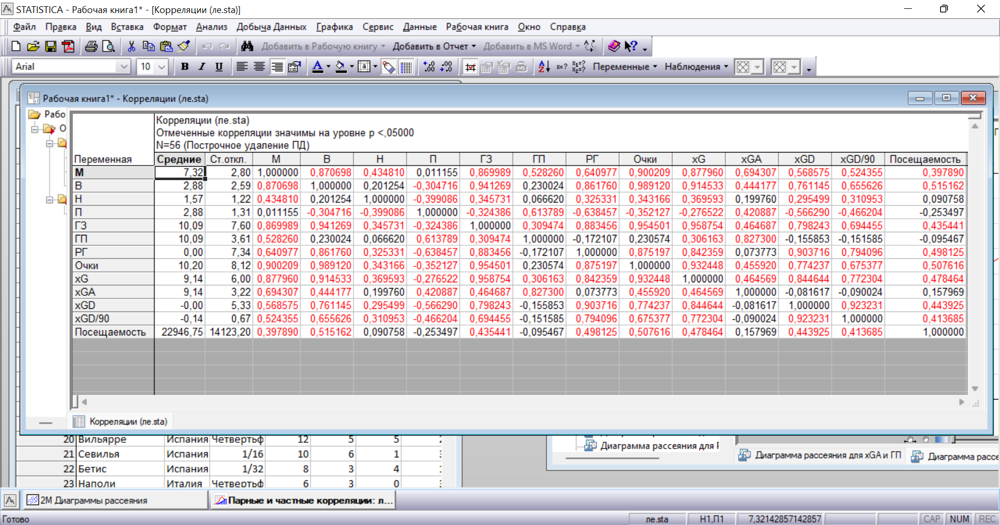 STATISTICA - Рабочая книга1* - [Корреляции (ле.sta)]
Файл Правка Вид Вставка Формат Анализ Добыча Данных Графика Сервис Данные Рабочая книга Окно Справка
Добавить в Рабочую книгу Добавить в Отчет Добавить в MS Word
Arial 10 B I U Переменные Наблюдения
Рабочая книга1* - Корреляции (ле.sta)
Рабо
О
Корреляции (ле.sta)
Отмеченные корреляции значимы на уровне p <,05000
N=56 (Построчное удаление ПД)
Переменная Средние Ст.откл. М В Н П ГЗ ГП РГ Очки xG xGA xGD xGD/90 Посещаемость
М 7,32 2,80 1,000000 0,870698 0,434810 0,011155 0,869989 0,528260 0,640977 0,900209 0,877960 0,694307 0,568575 0,524355 0,397890
В 2,88 2,59 0,870698 1,000000 0,201254 -0,304716 0,941269 0,230024 0,861760 0,989120 0,914533 0,444177 0,761145 0,655626 0,515162
Н 1,57 1,22 0,434810 0,201254 1,000000 -0,399086 0,345731 0,066620 0,325331 0,343166 0,369593 0,199760 0,295499 0,310953 0,090758
П 2,88 1,31 0,011155 -0,304716 -0,399086 1,000000 -0,324386 0,613789 -0,638457 -0,352127 -0,276522 0,420887 -0,566290 -0,466204 -0,253497
ГЗ 10,09 7,60 0,869989 0,941269 0,345731 -0,324386 1,000000 0,309474 0,883456 0,954501 0,958754 0,464687 0,798243 0,694455 0,435441
ГП 10,09 3,61 0,528260 0,230024 0,066620 0,613789 0,309474 1,000000 -0,172107 0,230574 0,306163 0,827300 -0,155853 -0,151585 -0,095467
РГ 0,00 7,34 0,640977 0,861760 0,325331 -0,638457 0,883456 -0,172107 1,000000 0,875197 0,842359 0,073773 0,903716 0,794096 0,498125
Очки 10,20 8,12 0,900209 0,989120 0,343166 -0,352127 0,954501 0,230574 0,875197 1,000000 0,932448 0,455920 0,774237 0,675377 0,507616
xG 9,14 6,00 0,877960 0,914533 0,369593 -0,276522 0,958754 0,306163 0,842359 0,932448 1,000000 0,464569 0,844644 0,772304 0,478464
xGA 9,14 3,22 0,694307 0,444177 0,199760 0,420887 0,464687 0,827300 0,073773 0,455920 0,464569 1,000000 -0,081617 -0,090024 0,157969
xGD -0,00 5,33 0,568575 0,761145 0,295499 -0,566290 0,798243 -0,155853 0,903716 0,774237 0,844644 -0,081617 1,000000 0,923231 0,443925
xGD/90 -0,14 0,67 0,524355 0,655626 0,310953 -0,466204 0,694455 -0,151585 0,794096 0,675377 0,772304 -0,090024 0,923231 1,000000 0,413685
Посещаемость 22946,75 14123,20 0,397890 0,515162 0,090758 -0,253497 0,435441 -0,095467 0,498125 0,507616 0,478464 0,157969 0,443925 0,413685 1,000000
Корреляции (ле.sta)
20 Вильярре Испания Четвертьф 12 5 5
21 Севилья Испания 1/16 10 6 1
22 Бетис Испания 1/32 8 3 4
23 Наполи Италия Четвертьф 6 3 0
Диаграмма рассеяния для
Диаграмма рассеяния для xGA и ГП Диаграмма рассе
2М Диаграммы рассеяния Парные и частные корреляции: л...
Готово ле.sta Н1,П1 7,32142857142857 CAP NUM REC